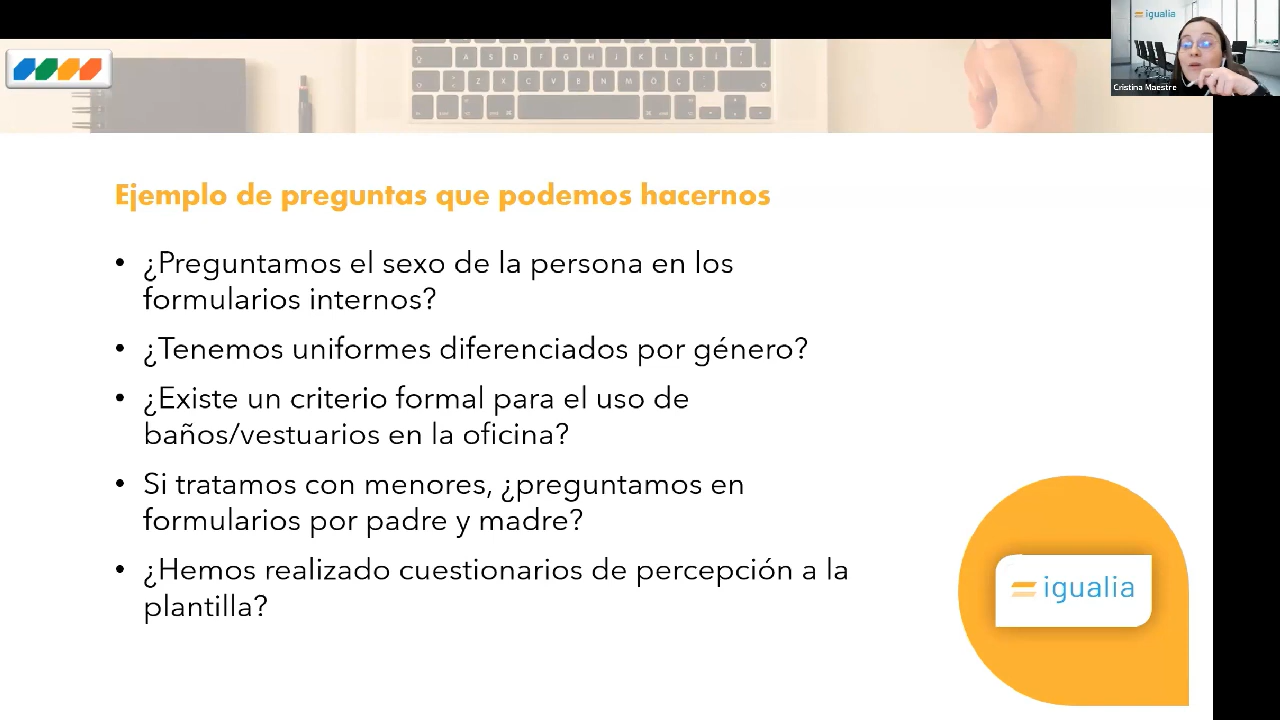 igualia
Cristina Maestre
Ejemplo de preguntas que podemos hacernos
• ¿Preguntamos el sexo de la persona en los
formularios internos?
• ¿Tenemos uniformes diferenciados por género?
• ¿Existe un criterio formal para el uso de
baños/vestuarios en la oficina?
• Si tratamos con menores, ¿preguntamos en
formularios por padre y madre?
• ¿Hemos realizado cuestionarios de percepción a la
plantilla?
igualia